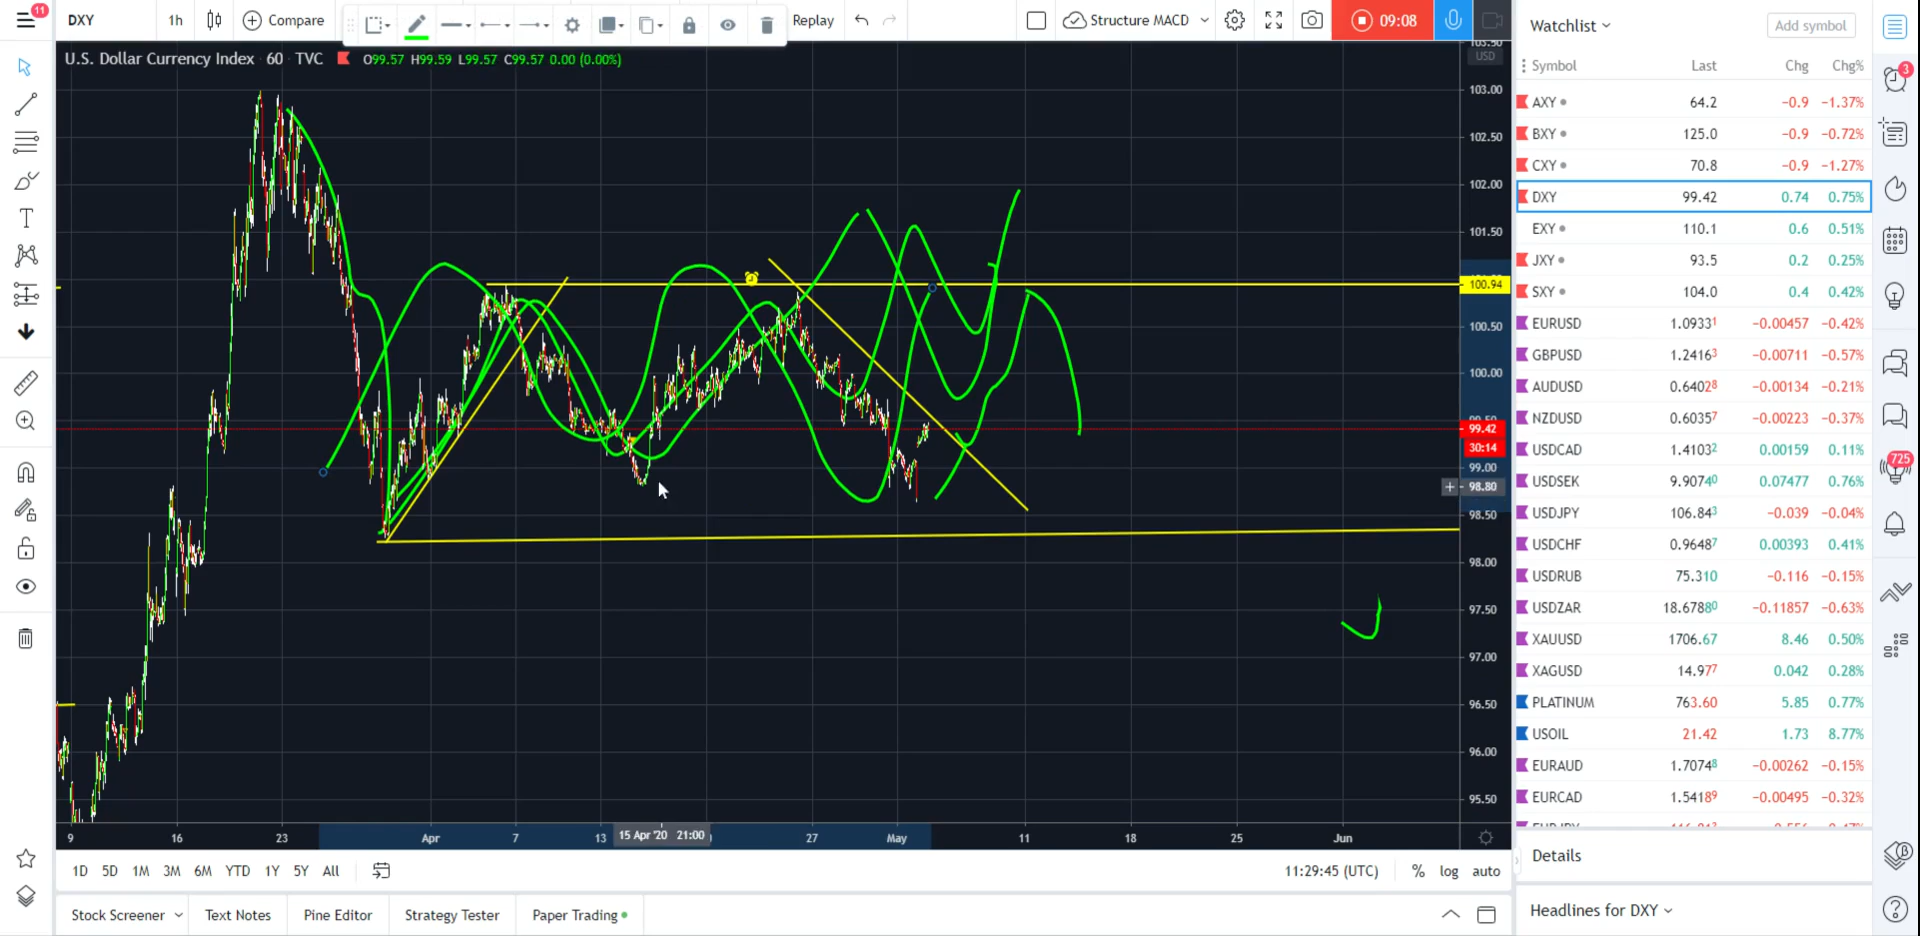 11
DXY
1h
Compare
Replay
Structure MACD
09:08
Watchlist
Add symbol
U.S. Dollar Currency Index · 60 · TVC
O99.57 H99.59 L99.57 C99.57 0.00 (0.00%)
USD
103.00
102.50
102.00
101.50
100.94
100.50
100.00
99.42
30:14
99.00
98.80
98.50
98.00
97.50
97.00
96.50
96.00
95.50
9 16 23 Apr 7 13 15 Apr '20 21:00 27 May 11 18 25 Jun
1D 5D 1M 3M 6M YTD 1Y 5Y All
11:29:45 (UTC) % log auto
Stock Screener Text Notes Pine Editor Strategy Tester Paper Trading
Symbol Last Chg Chg%
AXY 64.2 −0.9 −1.37%
BXY 125.0 −0.9 −0.72%
CXY 70.8 −0.9 −1.27%
DXY 99.42 0.74 0.75%
EXY 110.1 0.6 0.51%
JXY 93.5 0.2 0.25%
SXY 104.0 0.4 0.42%
EURUSD 1.09331 −0.00457 −0.42%
GBPUSD 1.24163 −0.00711 −0.57%
AUDUSD 0.64028 −0.00134 −0.21%
NZDUSD 0.60357 −0.00223 −0.37%
USDCAD 1.41032 0.00159 0.11%
USDSEK 9.90740 0.07477 0.76%
USDJPY 106.843 −0.039 −0.04%
USDCHF 0.96487 0.00393 0.41%
USDRUB 75.310 −0.116 −0.15%
USDZAR 18.67880 −0.11857 −0.63%
XAUUSD 1706.67 8.46 0.50%
XAGUSD 14.977 0.042 0.28%
PLATINUM 763.60 5.85 0.77%
USOIL 21.42 1.73 8.77%
EURAUD 1.70748 −0.00262 −0.15%
EURCAD 1.54189 −0.00495 −0.32%
Details
Headlines for DXY
3
725